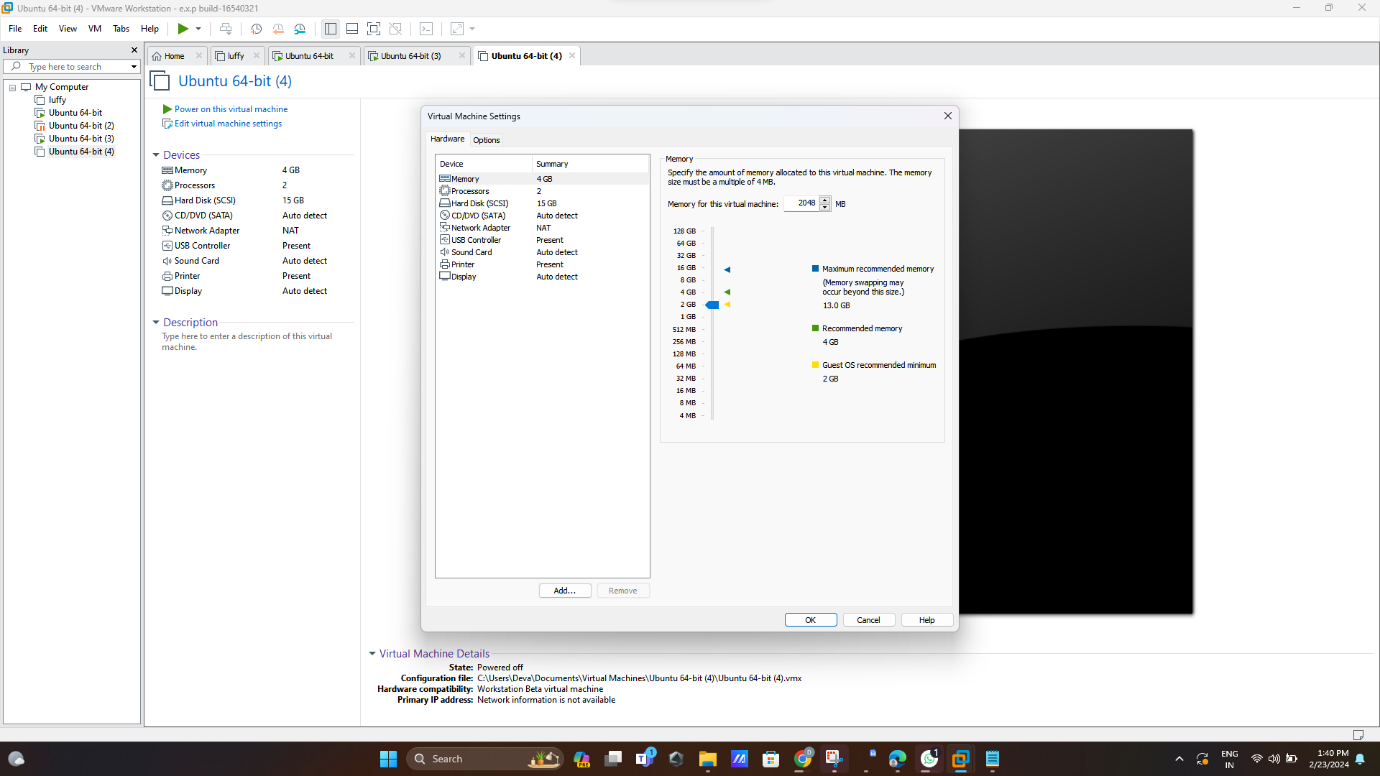 Ubuntu 64-bit (4) - VMware Workstation - e.x.p build-16540321
File Edit View VM Tabs Help
Library
Type here to search
My Computer
luffy
Ubuntu 64-bit
Ubuntu 64-bit (2)
Ubuntu 64-bit (3)
Ubuntu 64-bit (4)
Home luffy Ubuntu 64-bit Ubuntu 64-bit (3) Ubuntu 64-bit (4)
Ubuntu 64-bit (4)
Power on this virtual machine
Edit virtual machine settings
Devices
Memory 4 GB
Processors 2
Hard Disk (SCSI) 15 GB
CD/DVD (SATA) Auto detect
Network Adapter NAT
USB Controller Present
Sound Card Auto detect
Printer Present
Display Auto detect
Description
Type here to enter a description of this virtual
machine.
Virtual Machine Settings
Hardware Options
Device Summary
Memory 4 GB
Processors 2
Hard Disk (SCSI) 15 GB
CD/DVD (SATA) Auto detect
Network Adapter NAT
USB Controller Present
Sound Card Auto detect
Printer Present
Display Auto detect
Add... Remove
Memory
Specify the amount of memory allocated to this virtual machine. The memory
size must be a multiple of 4 MB.
Memory for this virtual machine: 2048 MB
128 GB
64 GB
32 GB
16 GB
8 GB
4 GB
2 GB
1 GB
512 MB
256 MB
128 MB
64 MB
32 MB
16 MB
8 MB
4 MB
Maximum recommended memory
(Memory swapping may
occur beyond this size.)
13.0 GB
Recommended memory
4 GB
Guest OS recommended minimum
2 GB
OK Cancel Help
Virtual Machine Details
State: Powered off
Configuration file: C:\Users\Deva\Documents\Virtual Machines\Ubuntu 64-bit (4)\Ubuntu 64-bit (4).vmx
Hardware compatibility: Workstation Beta virtual machine
Primary IP address: Network information is not available
Search
ENG
IN
1:40 PM
2/23/2024